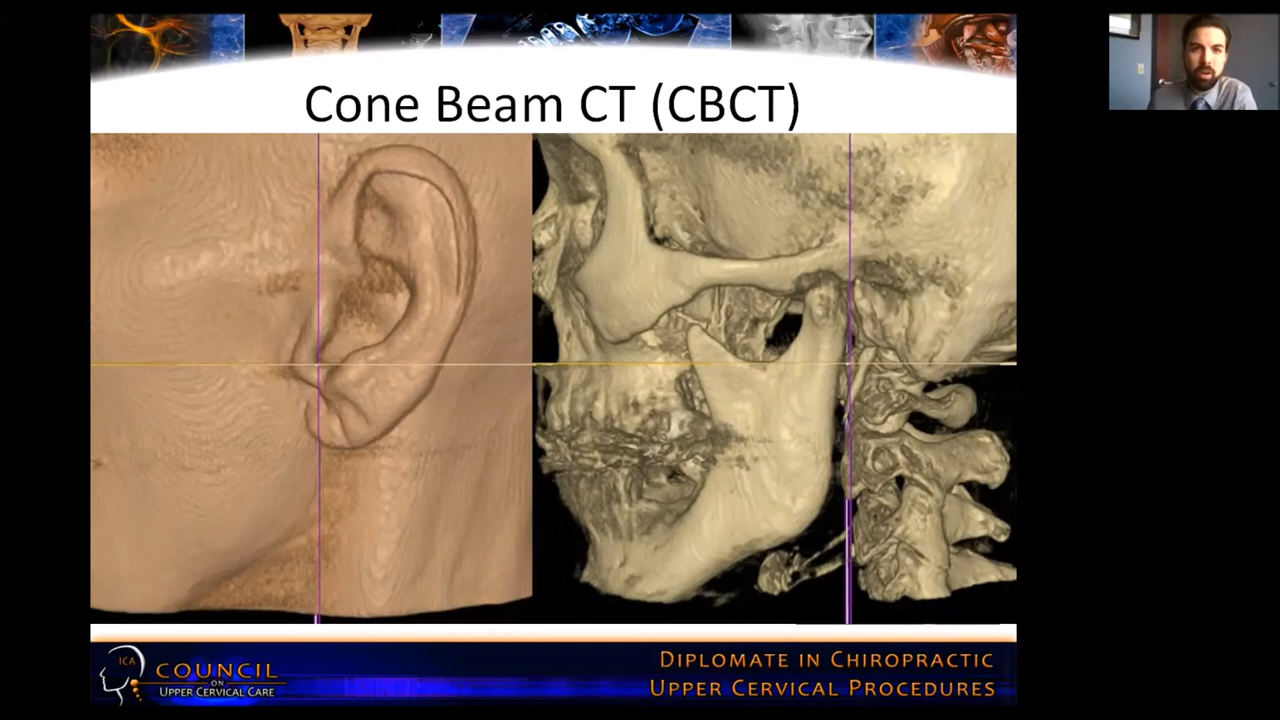 Cone Beam CT (CBCT)
ICA
COUNCIL
ON
UPPER CERVICAL CARE
DIPLOMATE IN CHIROPRACTIC
UPPER CERVICAL PROCEDURES